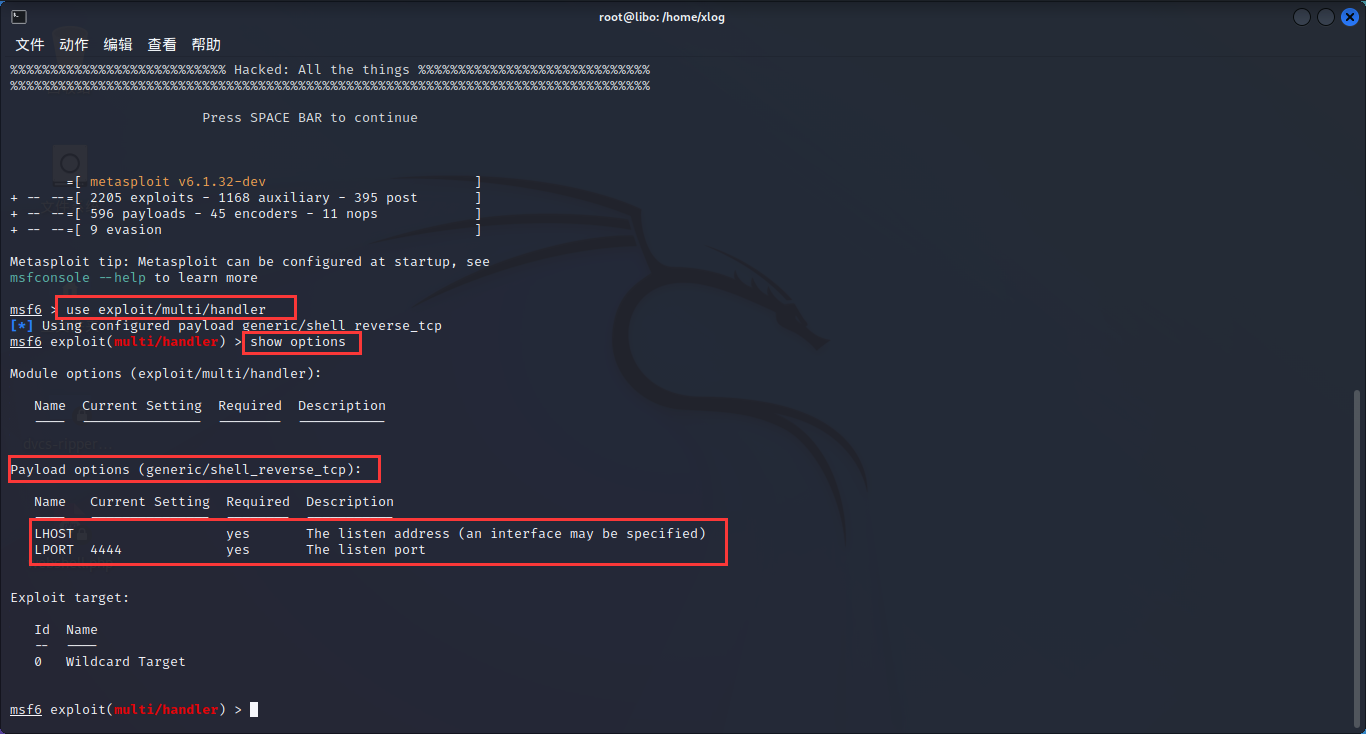 root@libo: /home/xlog
文件 动作 编辑 查看 帮助
%%%%%%%%%%%%%%%%%%%%%%%%%%% Hacked: All the things %%%%%%%%%%%%%%%%%%%%%%%%%%%%%
%%%%%%%%%%%%%%%%%%%%%%%%%%%%%%%%%%%%%%%%%%%%%%%%%%%%%%%%%%%%%%%%%%%%%%%%%%%%%%%%
Press SPACE BAR to continue
=[ metasploit v6.1.32-dev ]
+ -- --=[ 2205 exploits - 1168 auxiliary - 395 post ]
+ -- --=[ 596 payloads - 45 encoders - 11 nops ]
+ -- --=[ 9 evasion ]
Metasploit tip: Metasploit can be configured at startup, see
msfconsole --help to learn more
msf6 > use exploit/multi/handler
[*] Using configured payload generic/shell_reverse_tcp
msf6 exploit(multi/handler) > show options
Module options (exploit/multi/handler):
Name Current Setting Required Description
---- --------------- -------- -----------
Payload options (generic/shell_reverse_tcp):
Name Current Setting Required Description
---- --------------- -------- -----------
LHOST yes The listen address (an interface may be specified)
LPORT 4444 yes The listen port
Exploit target:
Id Name
-- ----
0 Wildcard Target
msf6 exploit(multi/handler) >